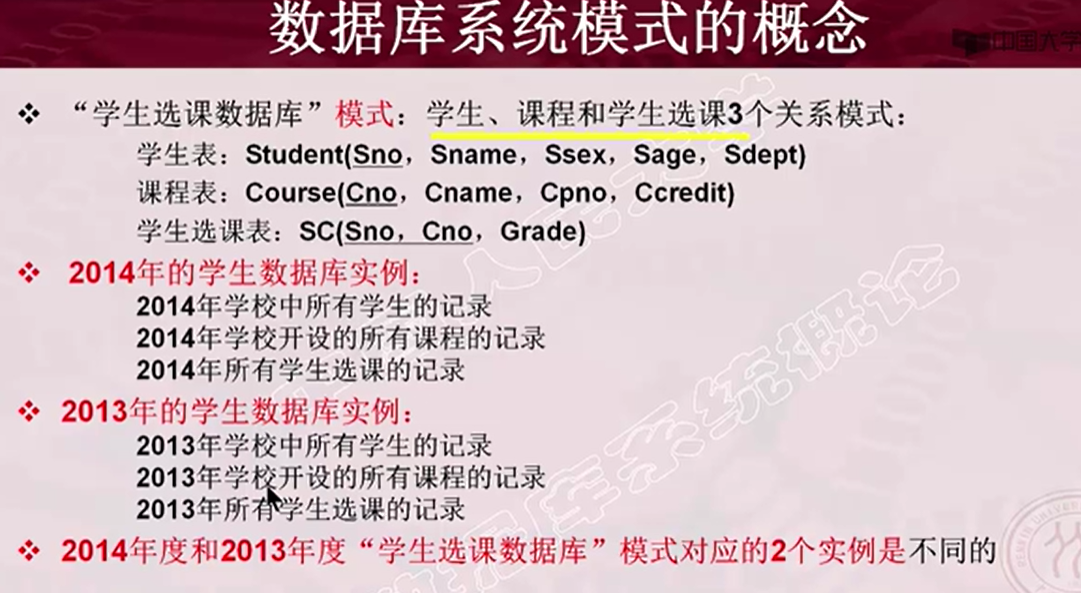 数据库系统模式的概念
中国大学
❖ “学生选课数据库”模式：学生、课程和学生选课3个关系模式：
学生表：Student(Sno，Sname，Ssex，Sage，Sdept)
课程表：Course(Cno，Cname，Cpno，Ccredit)
学生选课表：SC(Sno，Cno，Grade)
❖ 2014年的学生数据库实例：
2014年学校中所有学生的记录
2014年学校开设的所有课程的记录
2014年所有学生选课的记录
❖ 2013年的学生数据库实例：
2013年学校中所有学生的记录
2013年学校开设的所有课程的记录
2013年所有学生选课的记录
❖ 2014年度和2013年度“学生选课数据库”模式对应的2个实例是不同的